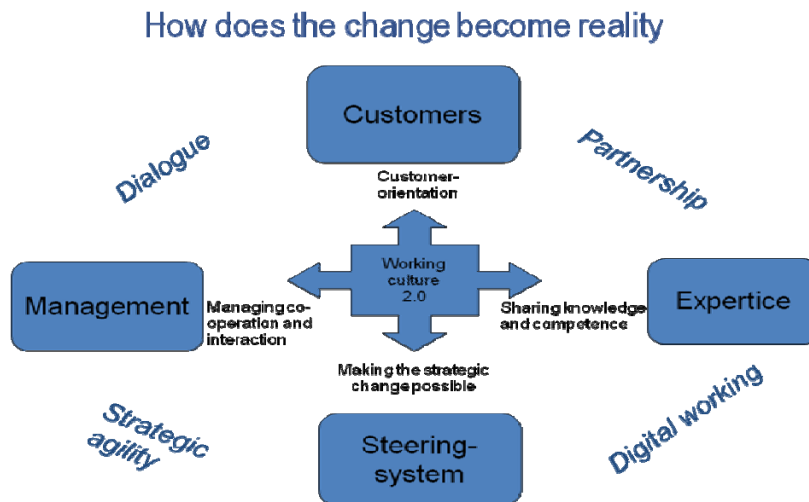 How does the change become reality
Customers
Dialogue
Partnership
Customer-
orientation
Working
culture
2.0
Management
Managing co-
operation and
interaction
Sharing knowledge
and competence
Expertice
Making the strategic
change possible
Strategic
agility
Steering-
system
Digital working